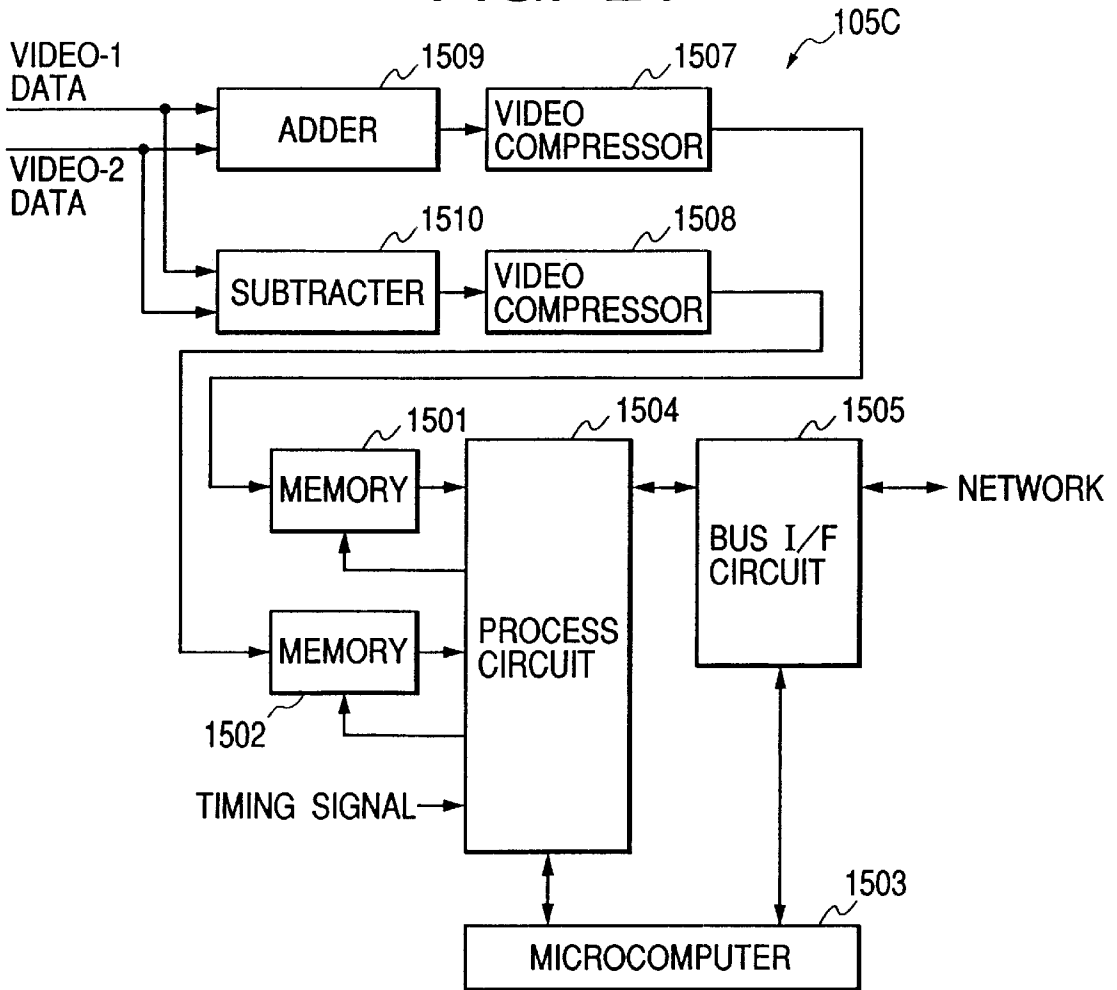 105C
VIDEO-1
DATA
1509
1507
ADDER
VIDEO
COMPRESSOR
VIDEO-2
DATA
1510
1508
SUBTRACTER
VIDEO
COMPRESSOR
1501
1504
1505
MEMORY
NETWORK
BUS I/F
CIRCUIT
MEMORY
PROCESS
CIRCUIT
1502
TIMING SIGNAL
1503
MICROCOMPUTER